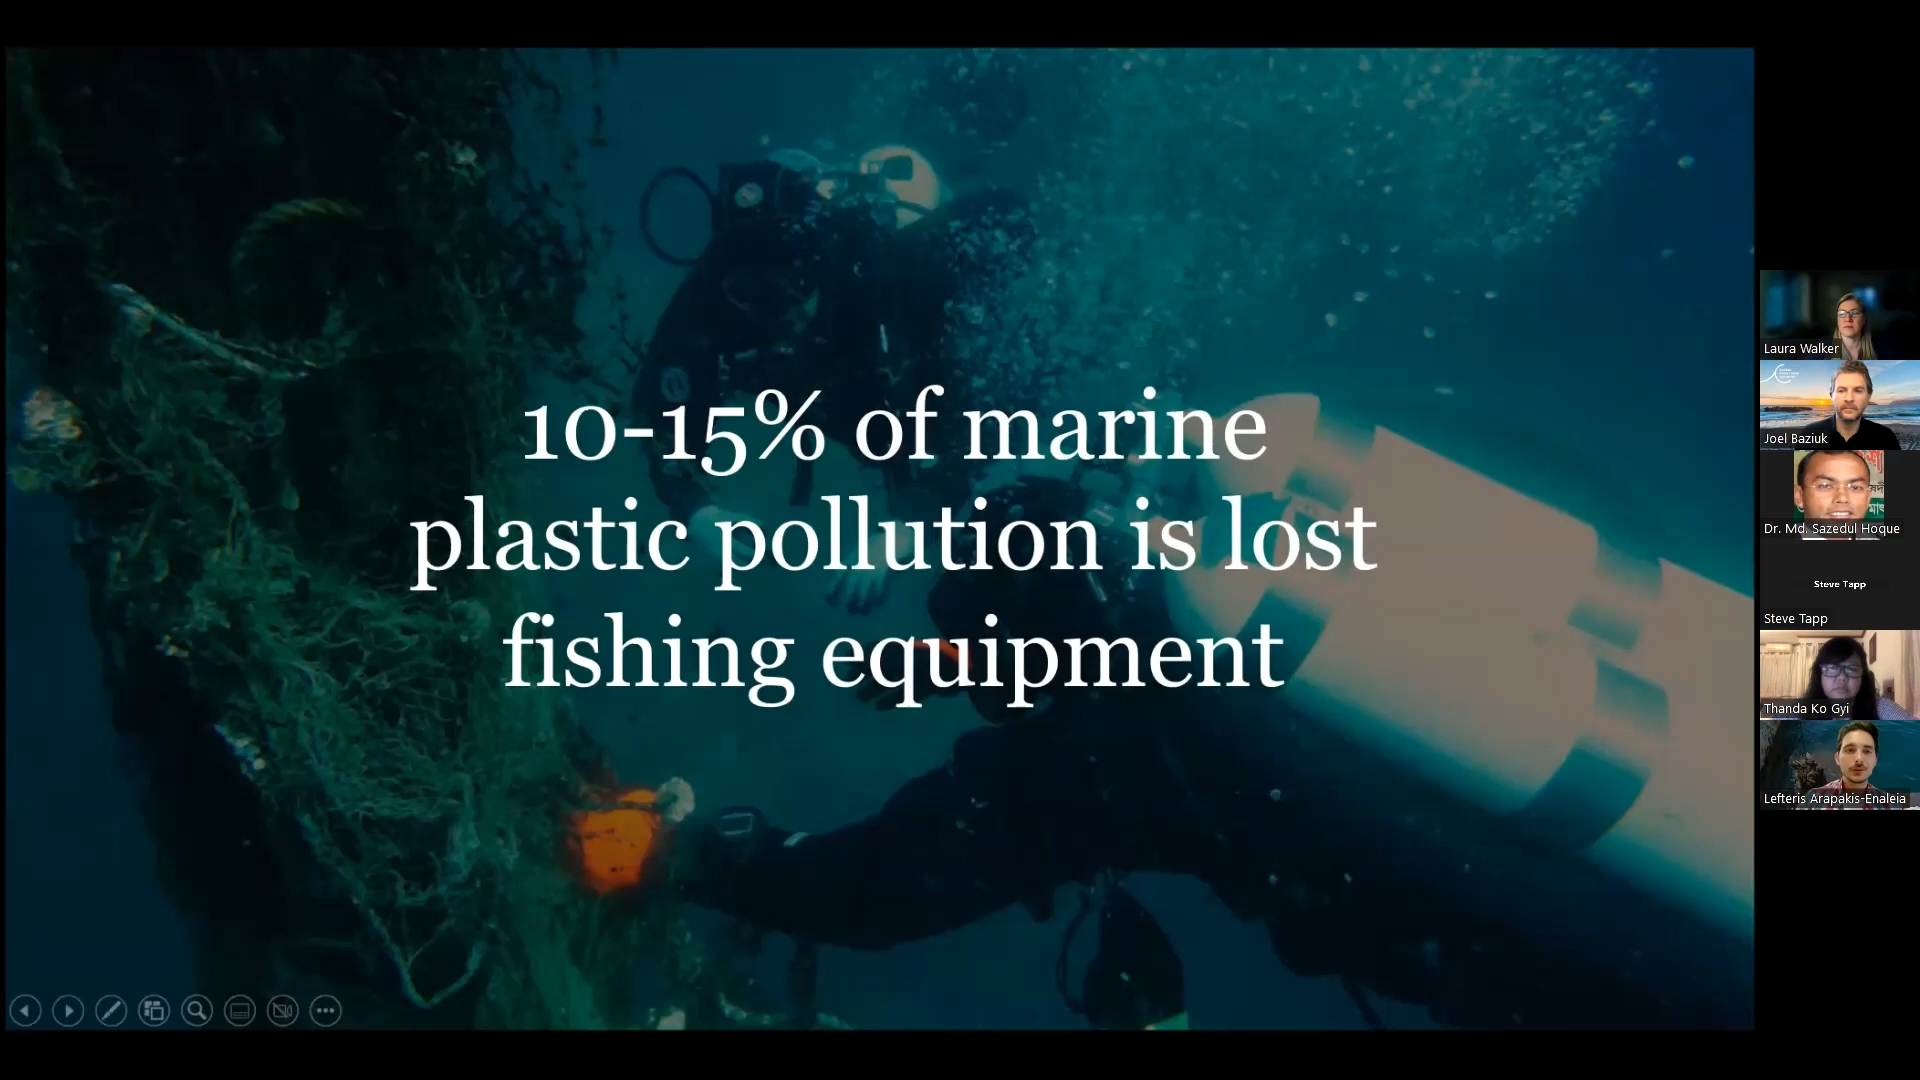 10-15% of marine
plastic pollution is lost
fishing equipment
Laura Walker
Joel Baziuk
Dr. Md. Sazedul Hoque
Steve Tapp
Steve Tapp
Thanda Ko Gyi
Lefteris Arapakis-Enaleia